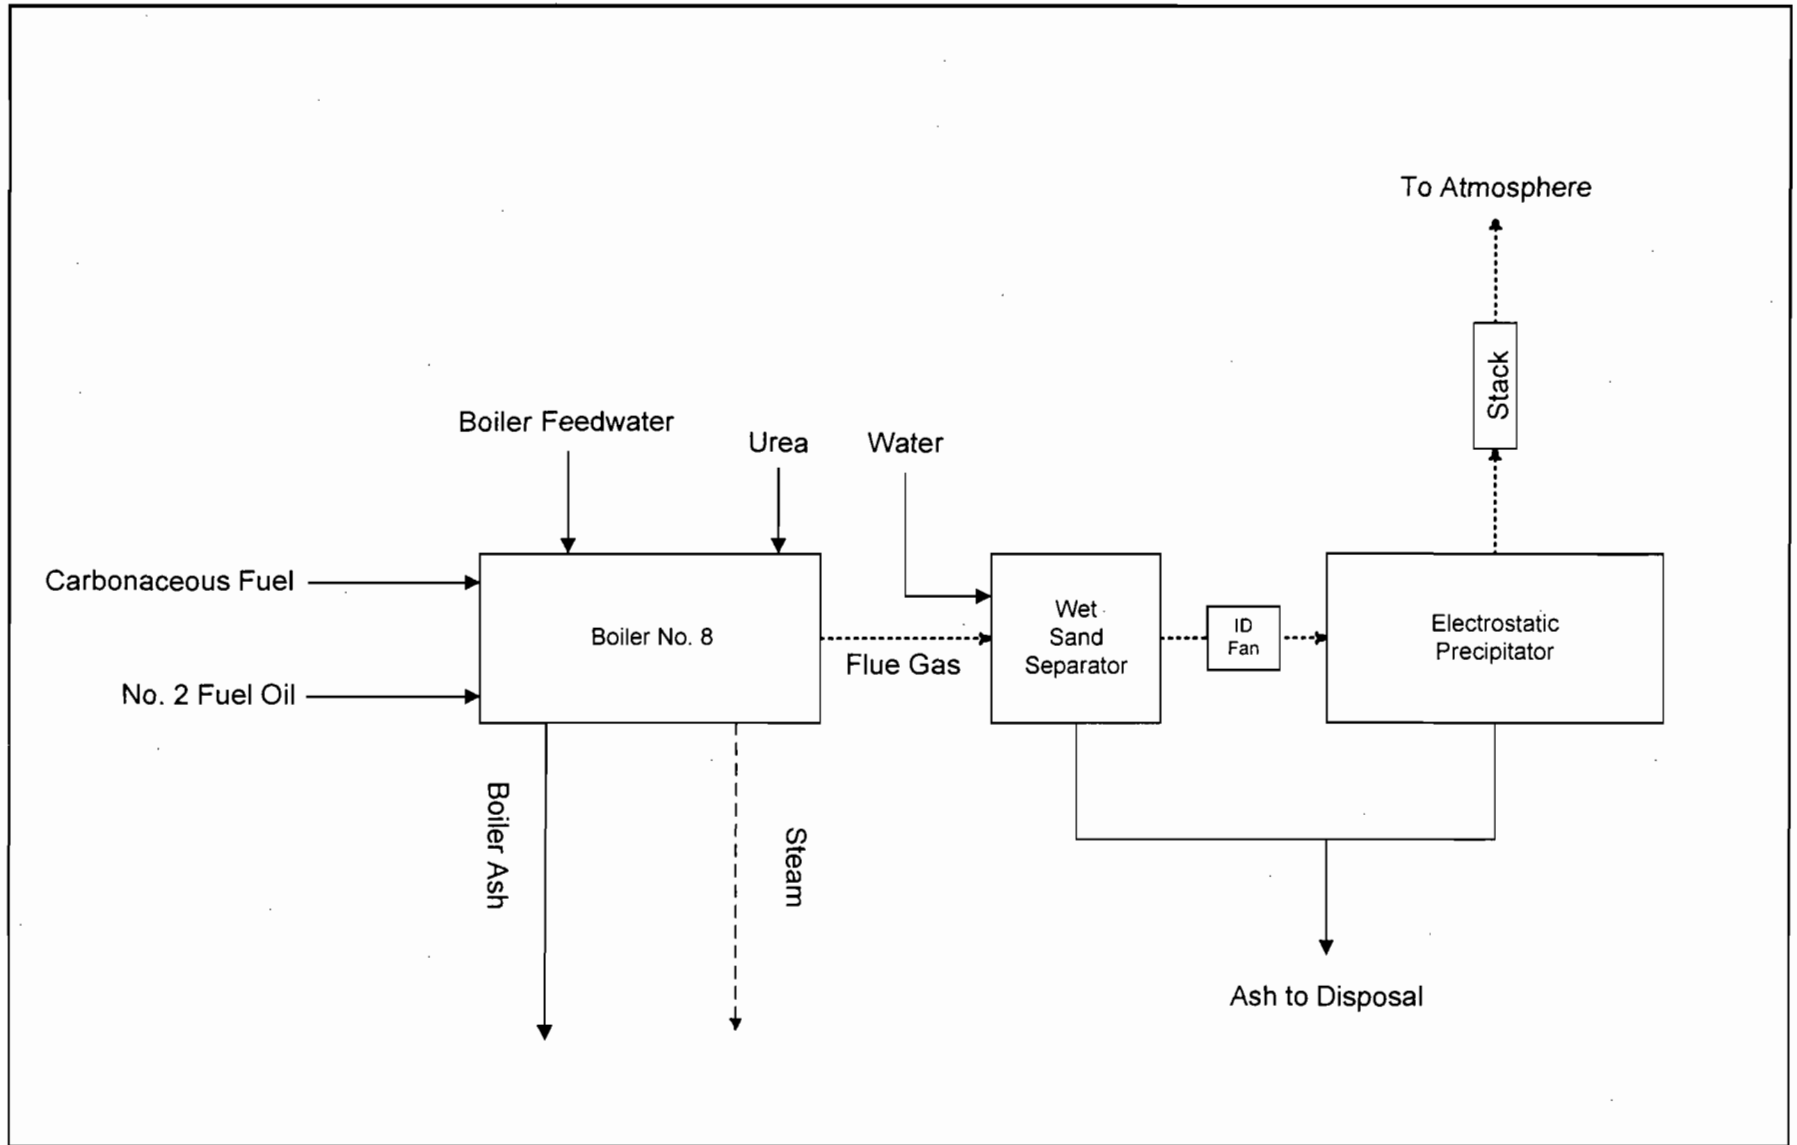 To Atmosphere
Stack
Boiler Feedwater
Urea
Water
Carbonaceous Fuel
No. 2 Fuel Oil
Boiler No. 8
Flue Gas
Wet
Sand
Separator
ID
Fan
Electrostatic
Precipitator
Boiler Ash
Steam
Ash to Disposal